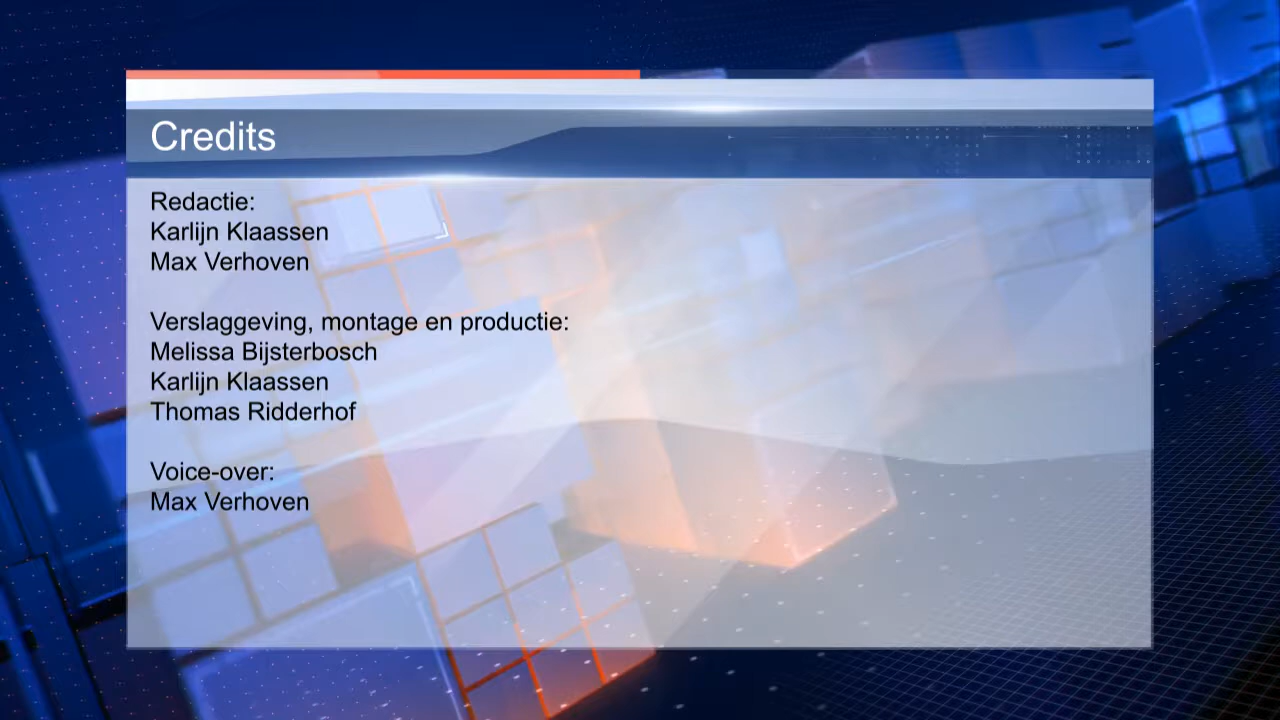 Credits
Redactie:
Karlijn Klaassen
Max Verhoven
Verslaggeving, montage en productie:
Melissa Bijsterbosch
Karlijn Klaassen
Thomas Ridderhof
Voice-over:
Max Verhoven